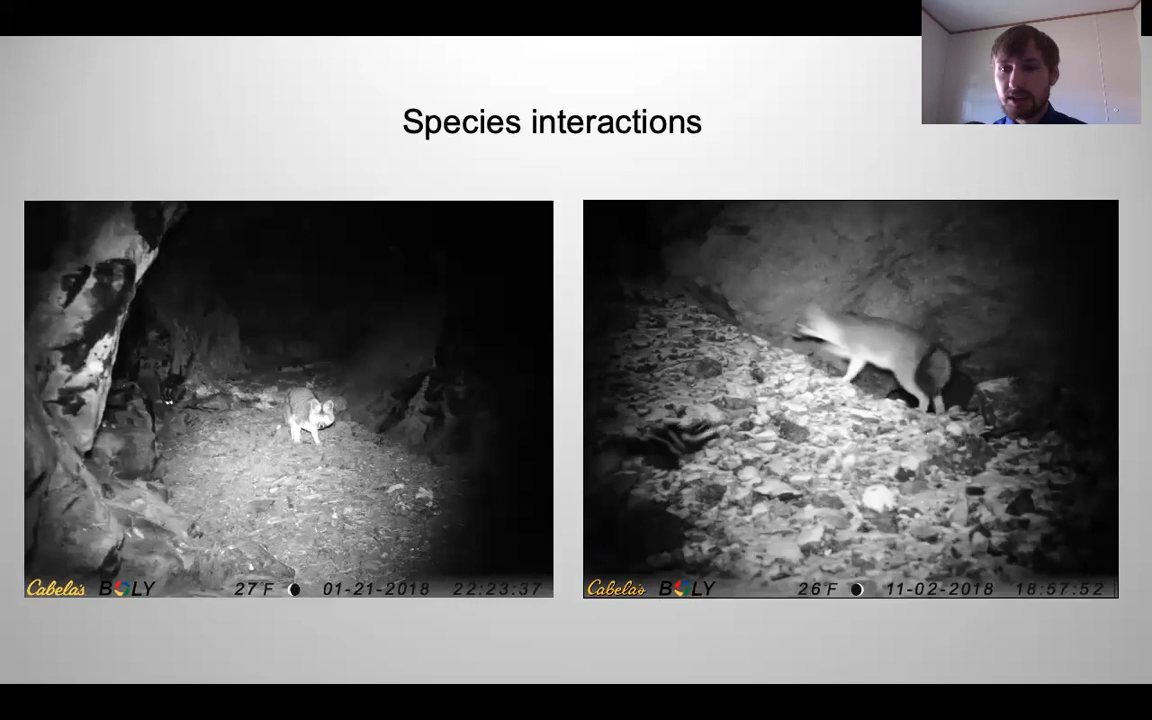 Species interactions
Cabela's BOLY 27°F 01-21-2018 22:23:37
Cabela's BOLY 26°F 11-02-2018 18:57:52